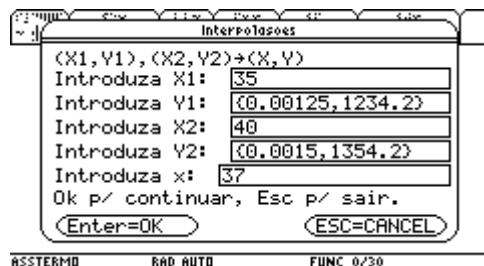 Interpolasoes
(X1,Y1),(X2,Y2)→(X,Y)
Introduza X1: 35
Introduza Y1: {0.00125,1234.2}
Introduza X2: 40
Introduza Y2: {0.0015,1354.2}
Introduza x: 37
Ok p/ continuar, Esc p/ sair.
Enter=OK ESC=CANCEL
ASSTERMO RAD AUTO FUNC 0/30